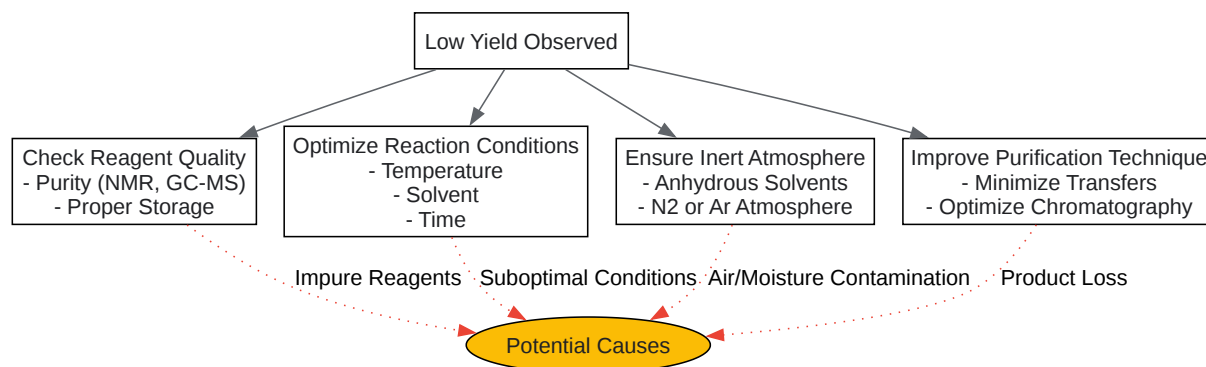 Low Yield Observed
Check Reagent Quality
- Purity (NMR, GC-MS)
- Proper Storage
Optimize Reaction Conditions
- Temperature
- Solvent
- Time
Ensure Inert Atmosphere
- Anhydrous Solvents
- N2 or Ar Atmosphere
Improve Purification Technique
- Minimize Transfers
- Optimize Chromatography
Impure Reagents
Suboptimal Conditions
Air/Moisture Contamination
Product Loss
Potential Causes